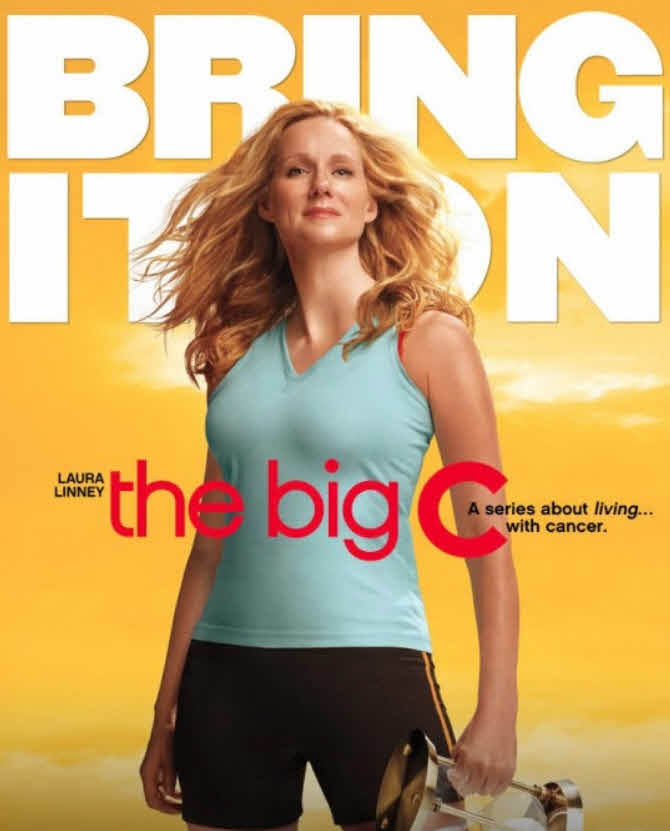 BRING
IT ON
LAURA
LINNEY
the big C
A series about living...
with cancer.